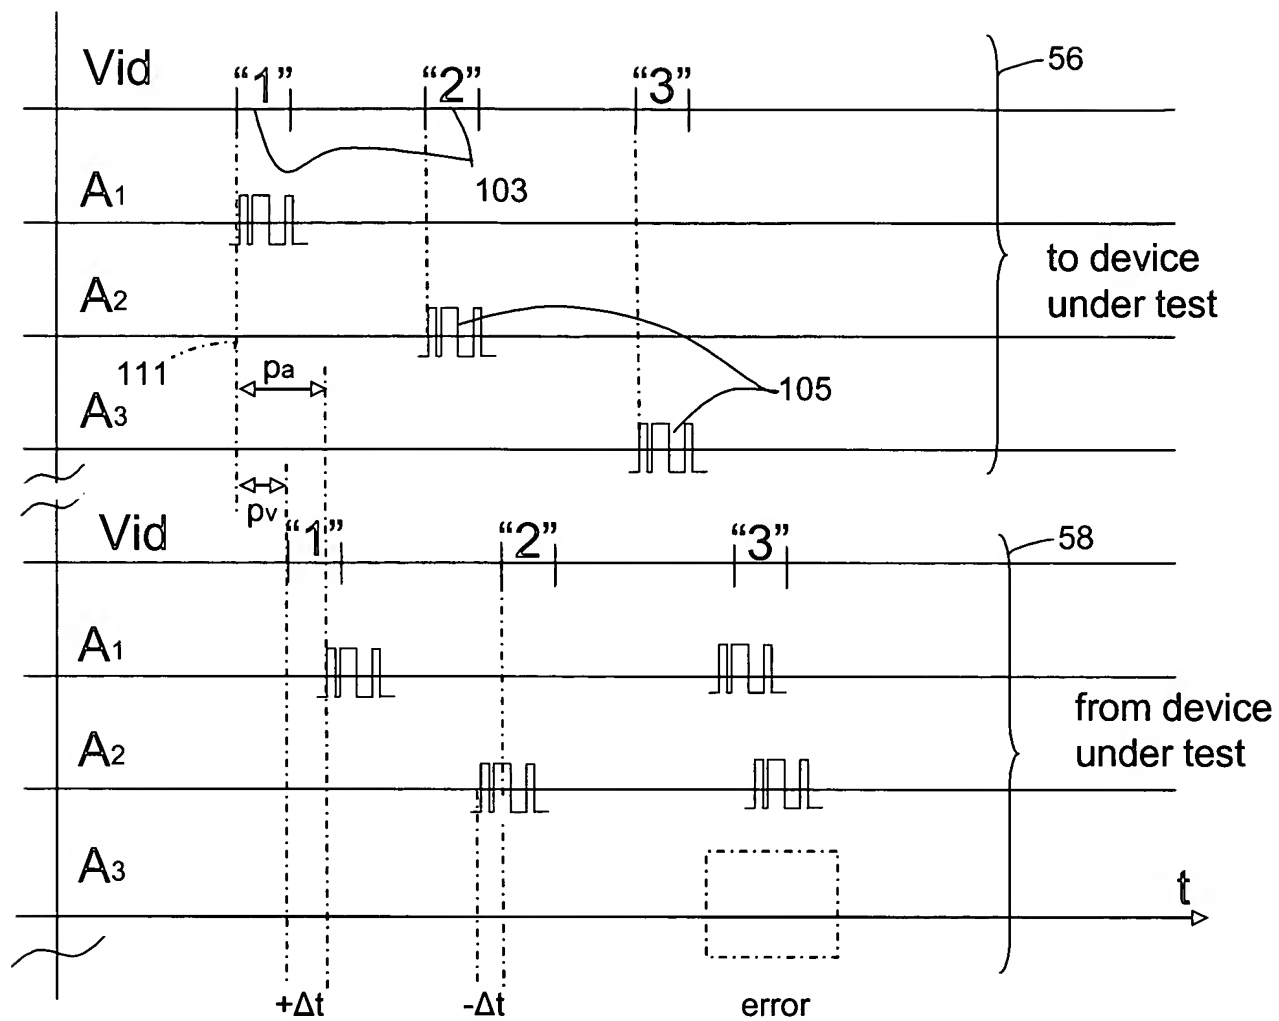 Vid "1" "2" "3" 56
A1 103
to device
under test
A2
111 pa 105
A3
pv
Vid "1" "2" "3" 58
A1
from device
under test
A2
A3
t
+Δt -Δt error